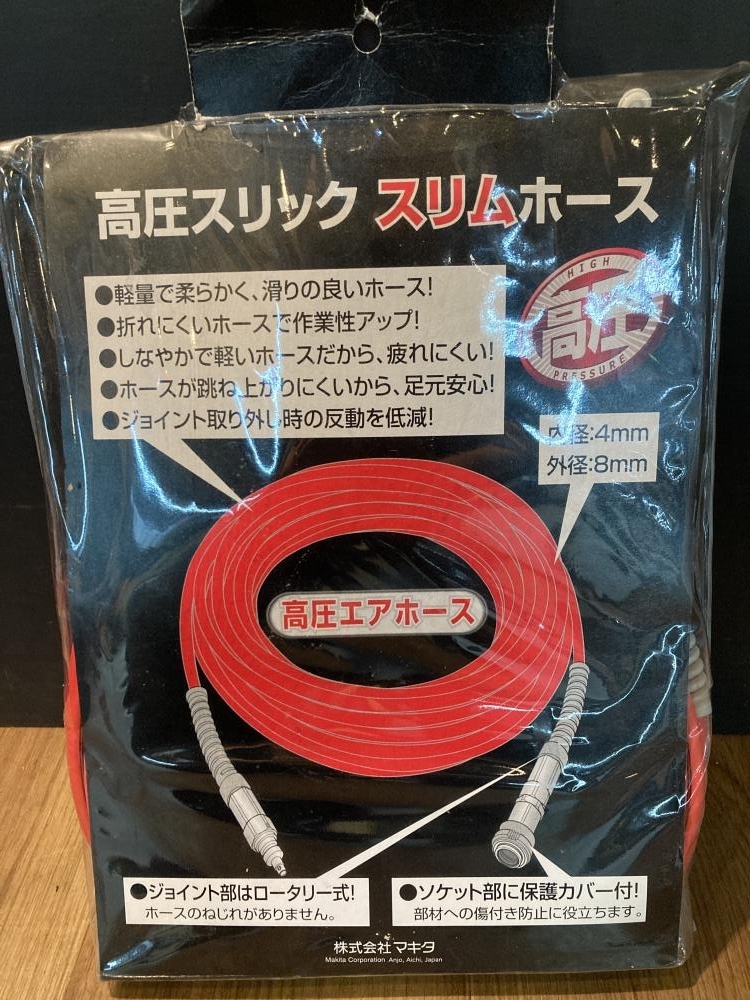 高圧スリック スリムホース
●軽量で柔らかく、滑りの良いホース!
●折れにくいホースで作業性アップ!
●しなやかで軽いホースだから、疲れにくい!
●ホースが跳ね上がりにくいから、足元安心!
●ジョイント取り外し時の反動を低減!
HIGH
高圧
PRESSURE
内径:4mm
外径:8mm
高圧エアホース
●ジョイント部はロータリー式!
ホースのねじれがありません。
●ソケット部に保護カバー付!
部材への傷付き防止に役立ちます。
株式会社マキタ
Makita Corporation Anjo, Aichi, Japan